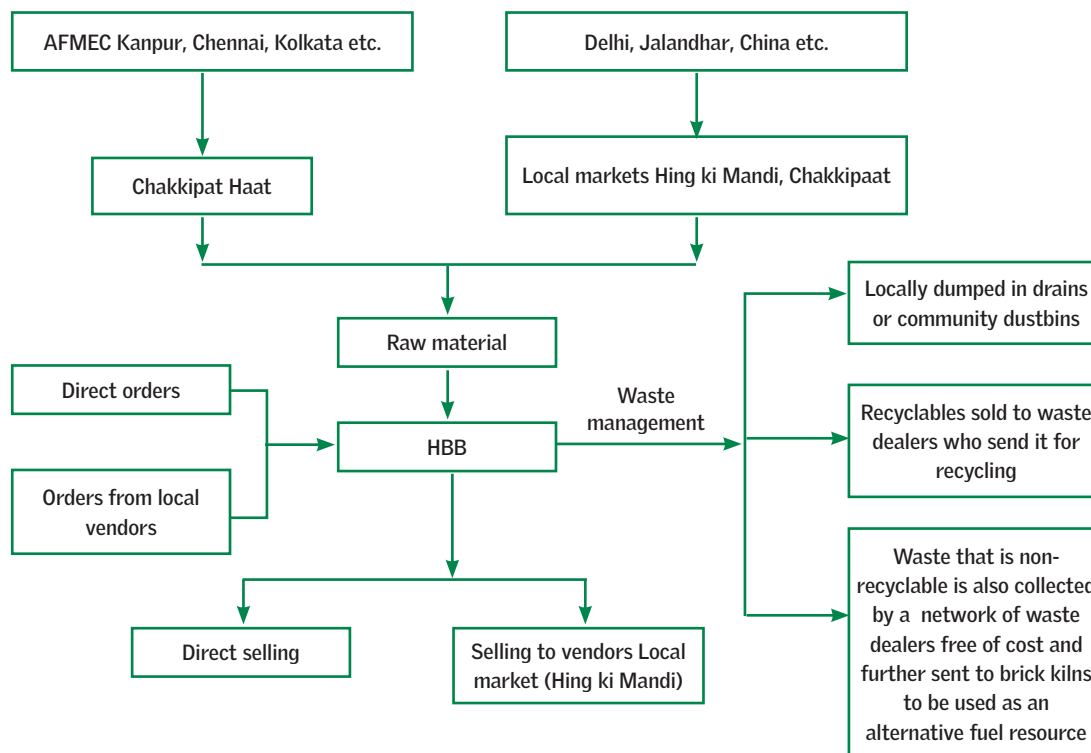 AFMEC Kanpur, Chennai, Kolkata etc.
Delhi, Jalandhar, China etc.
Chakkipat Haat
Local markets Hing ki Mandi, Chakkipaat
Raw material
Direct orders
HBB
Orders from local
vendors
Waste
management
Locally dumped in drains
or community dustbins
Recyclables sold to waste
dealers who send it for
recycling
Waste that is non-
recyclable is also collected
by a network of waste
dealers free of cost and
further sent to brick kilns
to be used as an
alternative fuel resource
Direct selling
Selling to vendors Local
market (Hing ki Mandi)